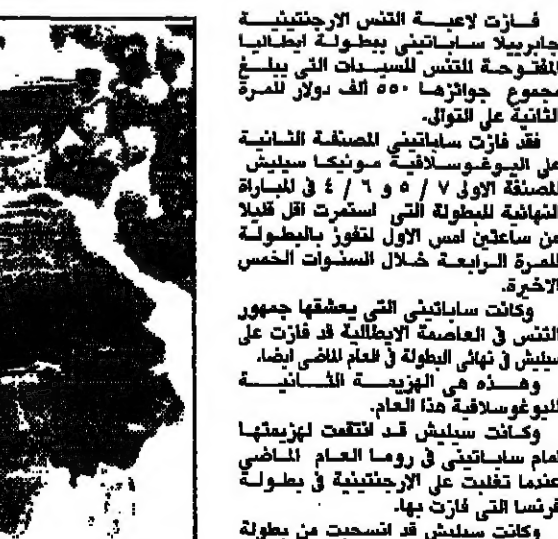 فازت لاعبة التنس الارجنتينية
جابرييلا ساباتيني ببطولة ايطاليا
المفتوحة للتنس للسيدات التي يبلغ
مجموع جوائزها ٥٥٠ ألف دولار للمرة
الثانية على التوالي.
فقد فازت ساباتيني المصنفة الثانية
على اليوغوسلافية مونيكا سيليش
المصنفة الاولى ٧ / ٥ و ٦ / ٤ في المباراة
النهائية للبطولة التي استمرت اقل قليلا
من ساعتين امس الاول لتفوز بالبطولة
للمرة الرابعة خلال السنوات الخمس
الاخيرة.
وكانت ساباتيني التي يعشقها جمهور
التنس في العاصمة الايطالية قد فازت على
سيليش في نهائي البطولة في العام الماضي ايضا.
وهذه هي الهزيمة الثانية
لليوغوسلافية هذا العام.
وكانت سيليش قد انتقمت لهزيمتها
امام ساباتيني في روما العام الماضي
عندما تغلبت على الارجنتينية في بطولة
فرنسا التي فازت بها.
وكانت سيليش قد انسحبت من بطولة